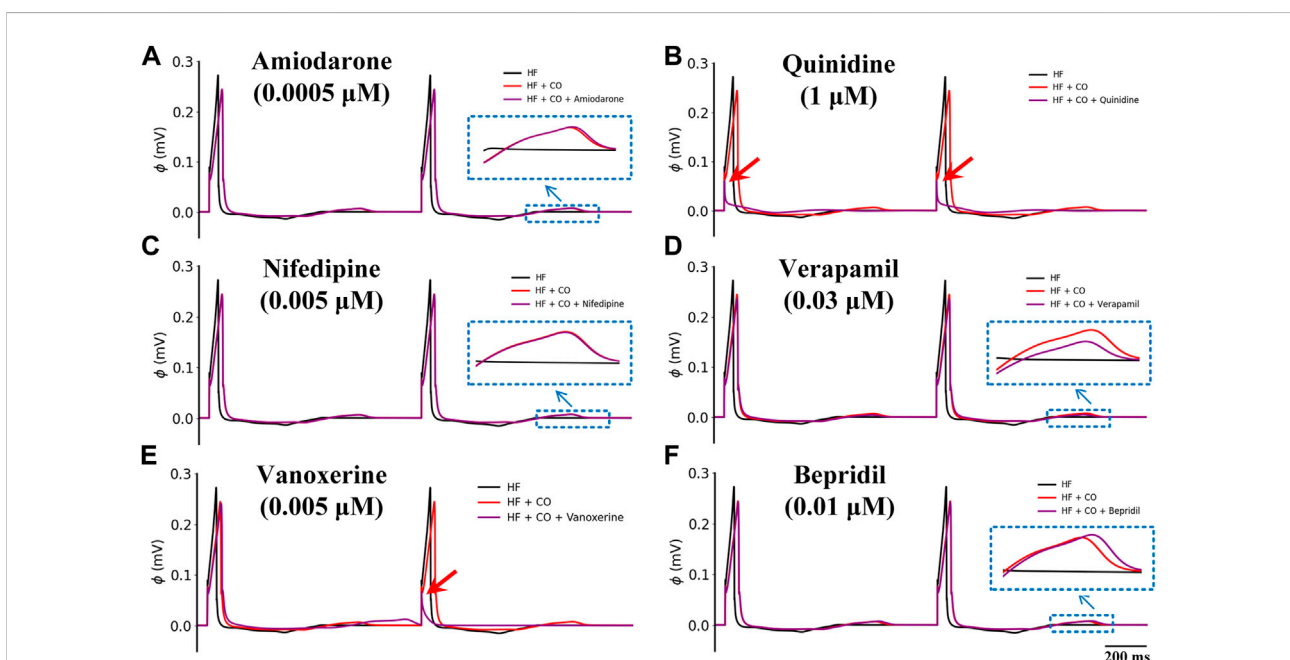 A
Amiodarone
(0.0005 μM)
0.3
0.2
0.1
0.0
ϕ (mV)
HF
HF + CO
HF + CO + Amiodarone
B
Quinidine
(1 μM)
0.3
0.2
0.1
0.0
ϕ (mV)
HF
HF + CO
HF + CO + Quinidine
C
Nifedipine
(0.005 μM)
0.3
0.2
0.1
0.0
ϕ (mV)
HF
HF + CO
HF + CO + Nifedipine
D
Verapamil
(0.03 μM)
0.3
0.2
0.1
0.0
ϕ (mV)
HF
HF + CO
HF + CO + Verapamil
E
Vanoxerine
(0.005 μM)
0.3
0.2
0.1
0.0
ϕ (mV)
HF
HF + CO
HF + CO + Vanoxerine
F
Bepridil
(0.01 μM)
0.3
0.2
0.1
0.0
ϕ (mV)
HF
HF + CO
HF + CO + Bepridil
200 ms